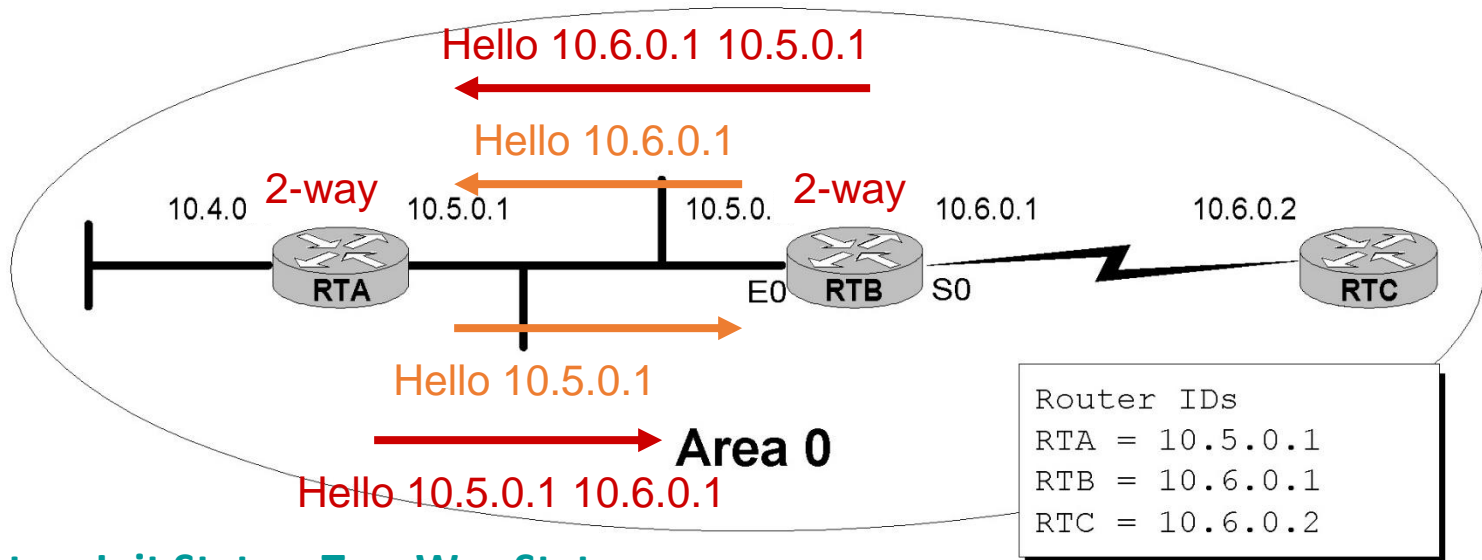 Hello 10.6.0.1 10.5.0.1
Hello 10.6.0.1
2-way
2-way
10.4.0
10.5.0.1
10.5.0.
10.6.0.1
10.6.0.2
RTA
E0
RTB
S0
RTC
Hello 10.5.0.1
Area 0
Hello 10.5.0.1 10.6.0.1
Router IDs
RTA = 10.5.0.1
RTB = 10.6.0.1
RTC = 10.6.0.2